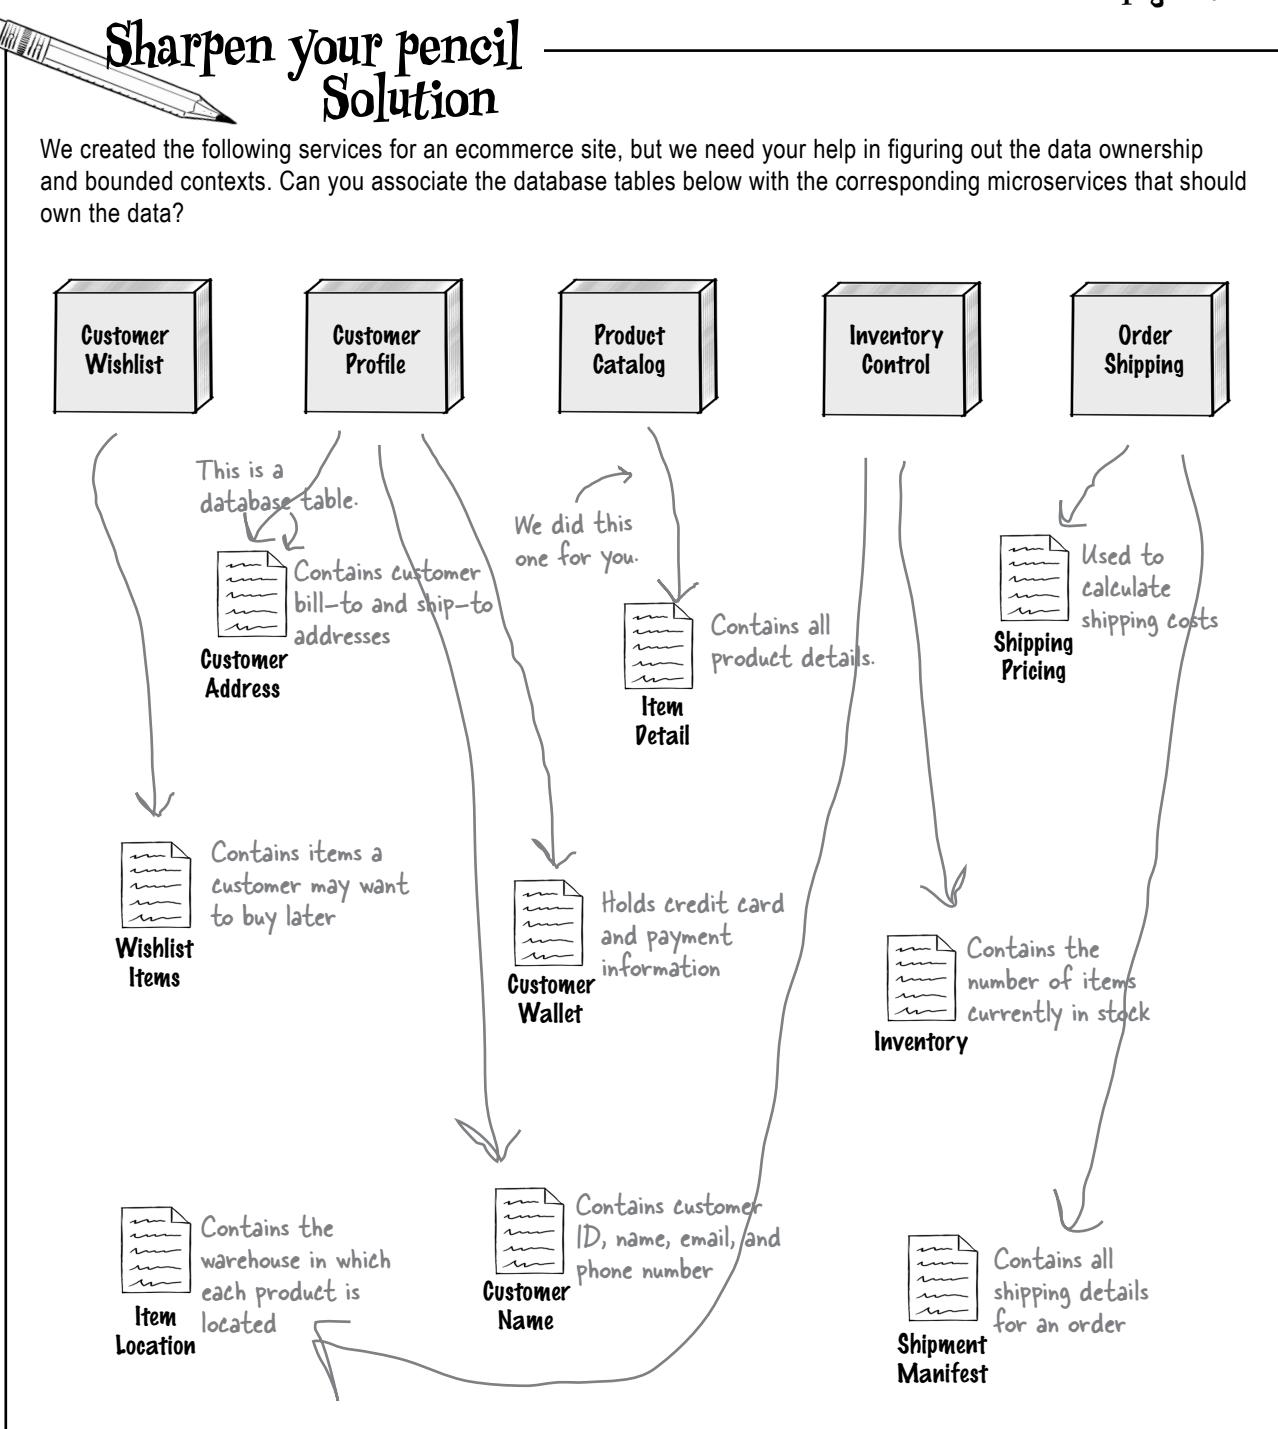 Sharpen your pencil
Solution
We created the following services for an ecommerce site, but we need your help in figuring out the data ownership
and bounded contexts. Can you associate the database tables below with the corresponding microservices that should
own the data?
Customer
Wishlist
Customer
Profile
Product
Catalog
Inventory
Control
Order
Shipping
This is a
database table.
We did this
one for you.
Contains customer
bill-to and ship-to
addresses
Customer
Address
Contains all
product details.
Item
Detail
Used to
calculate
shipping costs
Shipping
Pricing
Contains items a
customer may want
to buy later
Wishlist
Items
Holds credit card
and payment
information
Customer
Wallet
Contains the
number of items
currently in stock
Inventory
Contains the
warehouse in which
each product is
located
Item
Location
Contains customer
ID, name, email, and
phone number
Customer
Name
Contains all
shipping details
for an order
Shipment
Manifest